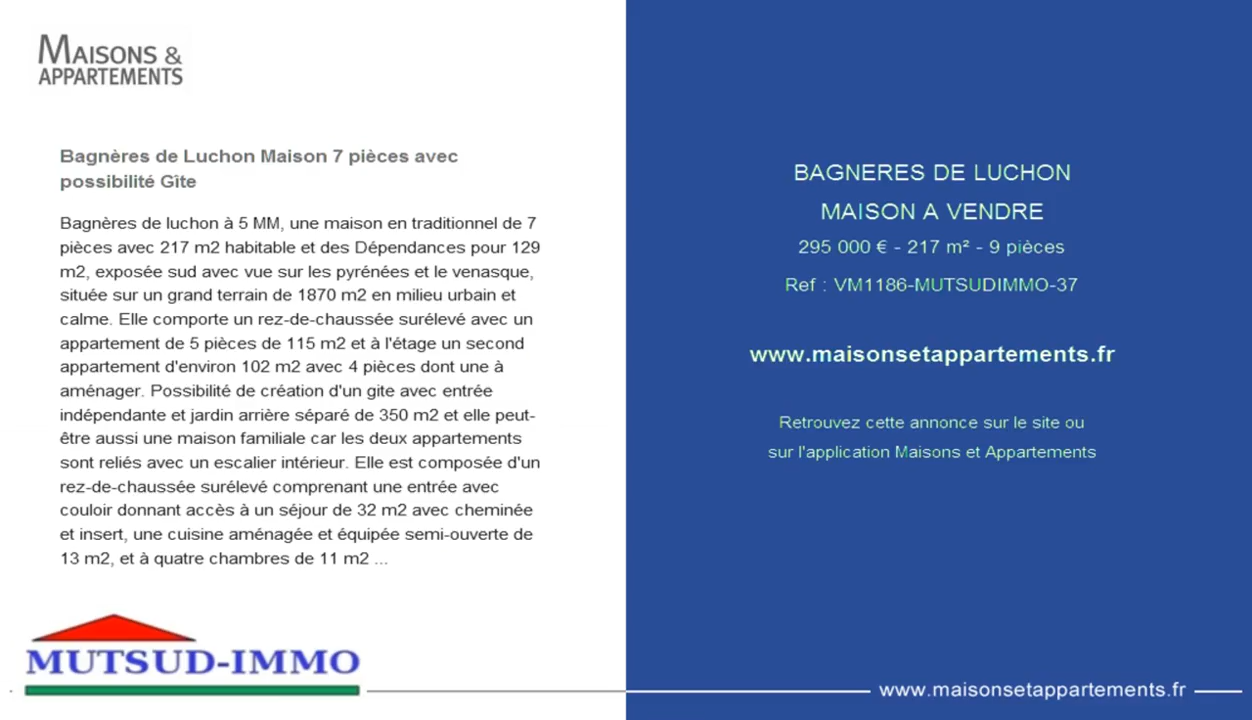 MAISONS &
APPARTEMENTS
Bagnères de Luchon Maison 7 pièces avec
possibilité Gîte
Bagnères de luchon à 5 MM, une maison en traditionnel de 7
pièces avec 217 m2 habitable et des Dépendances pour 129
m2, exposée sud avec vue sur les pyrénées et le venasque,
située sur un grand terrain de 1870 m2 en milieu urbain et
calme. Elle comporte un rez-de-chaussée surélevé avec un
appartement de 5 pièces de 115 m2 et à l'étage un second
appartement d'environ 102 m2 avec 4 pièces dont une à
aménager. Possibilité de création d'un gite avec entrée
indépendante et jardin arrière séparé de 350 m2 et elle peut-
être aussi une maison familiale car les deux appartements
sont reliés avec un escalier intérieur. Elle est composée d'un
rez-de-chaussée surélevé comprenant une entrée avec
couloir donnant accès à un séjour de 32 m2 avec cheminée
et insert, une cuisine aménagée et équipée semi-ouverte de
13 m2, et à quatre chambres de 11 m2 ...
MUTSUD-IMMO
BAGNERES DE LUCHON
MAISON A VENDRE
295 000 € - 217 m² - 9 pièces
Ref : VM1186-MUTSUDIMMO-37
www.maisonsetappartements.fr
Retrouvez cette annonce sur le site ou
sur l'application Maisons et Appartements
www.maisonsetappartements.fr